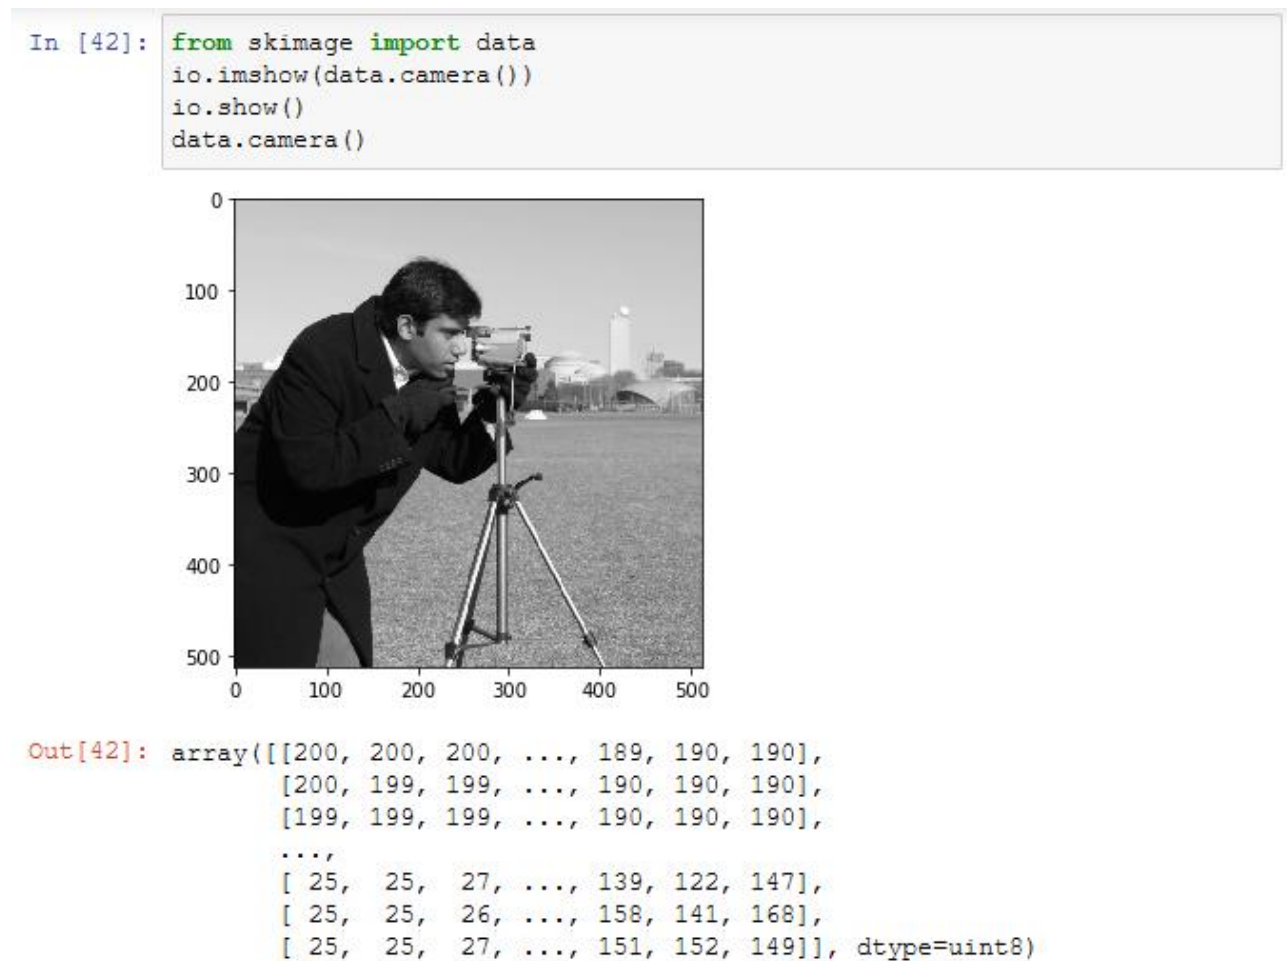 In [42]: from skimage import data
io.imshow(data.camera())
io.show()
data.camera()
0
100
200
300
400
500
0 100 200 300 400 500
Out[42]: array([[200, 200, 200, ..., 189, 190, 190],
[200, 199, 199, ..., 190, 190, 190],
[199, 199, 199, ..., 190, 190, 190],
...,
[ 25, 25, 27, ..., 139, 122, 147],
[ 25, 25, 26, ..., 158, 141, 168],
[ 25, 25, 27, ..., 151, 152, 149]], dtype=uint8)